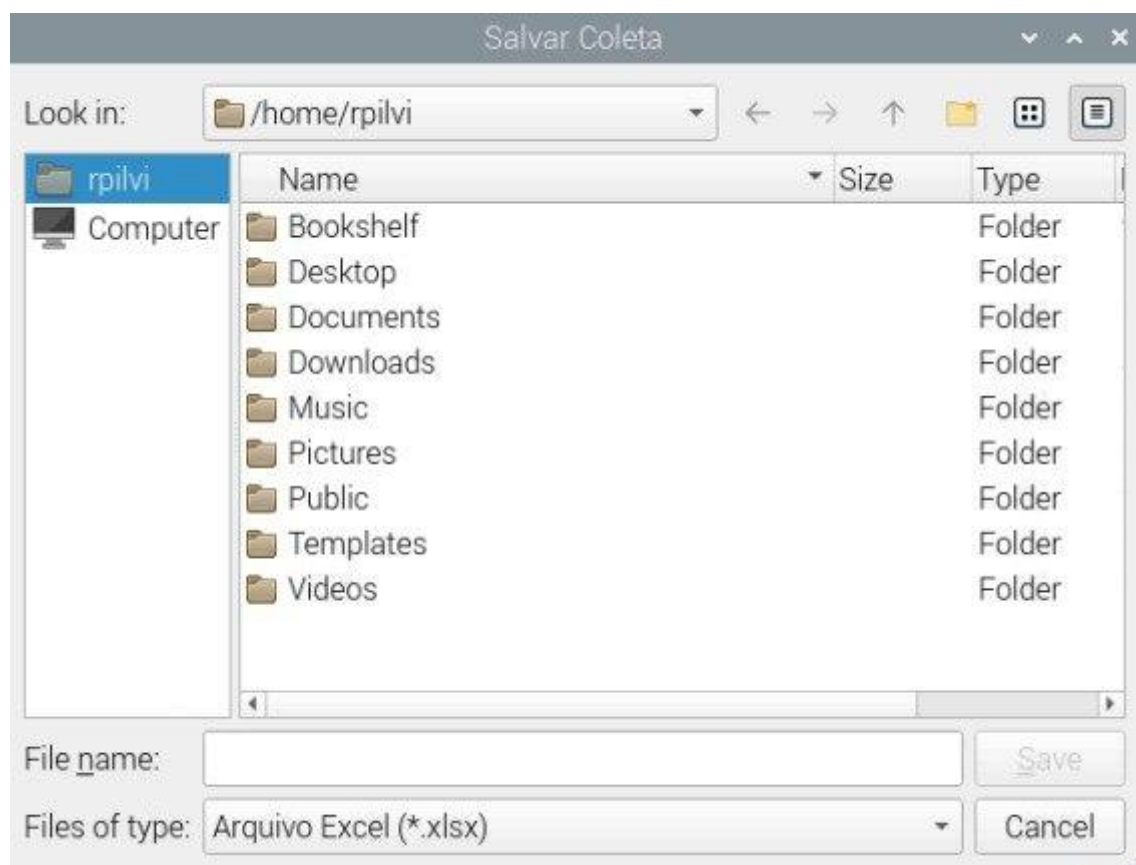 Salvar Coleta
Look in: /home/rpilvi
rpilvi
Computer
Name Size Type
Bookshelf Folder
Desktop Folder
Documents Folder
Downloads Folder
Music Folder
Pictures Folder
Public Folder
Templates Folder
Videos Folder
File name: Save
Files of type: Arquivo Excel (*.xlsx) Cancel